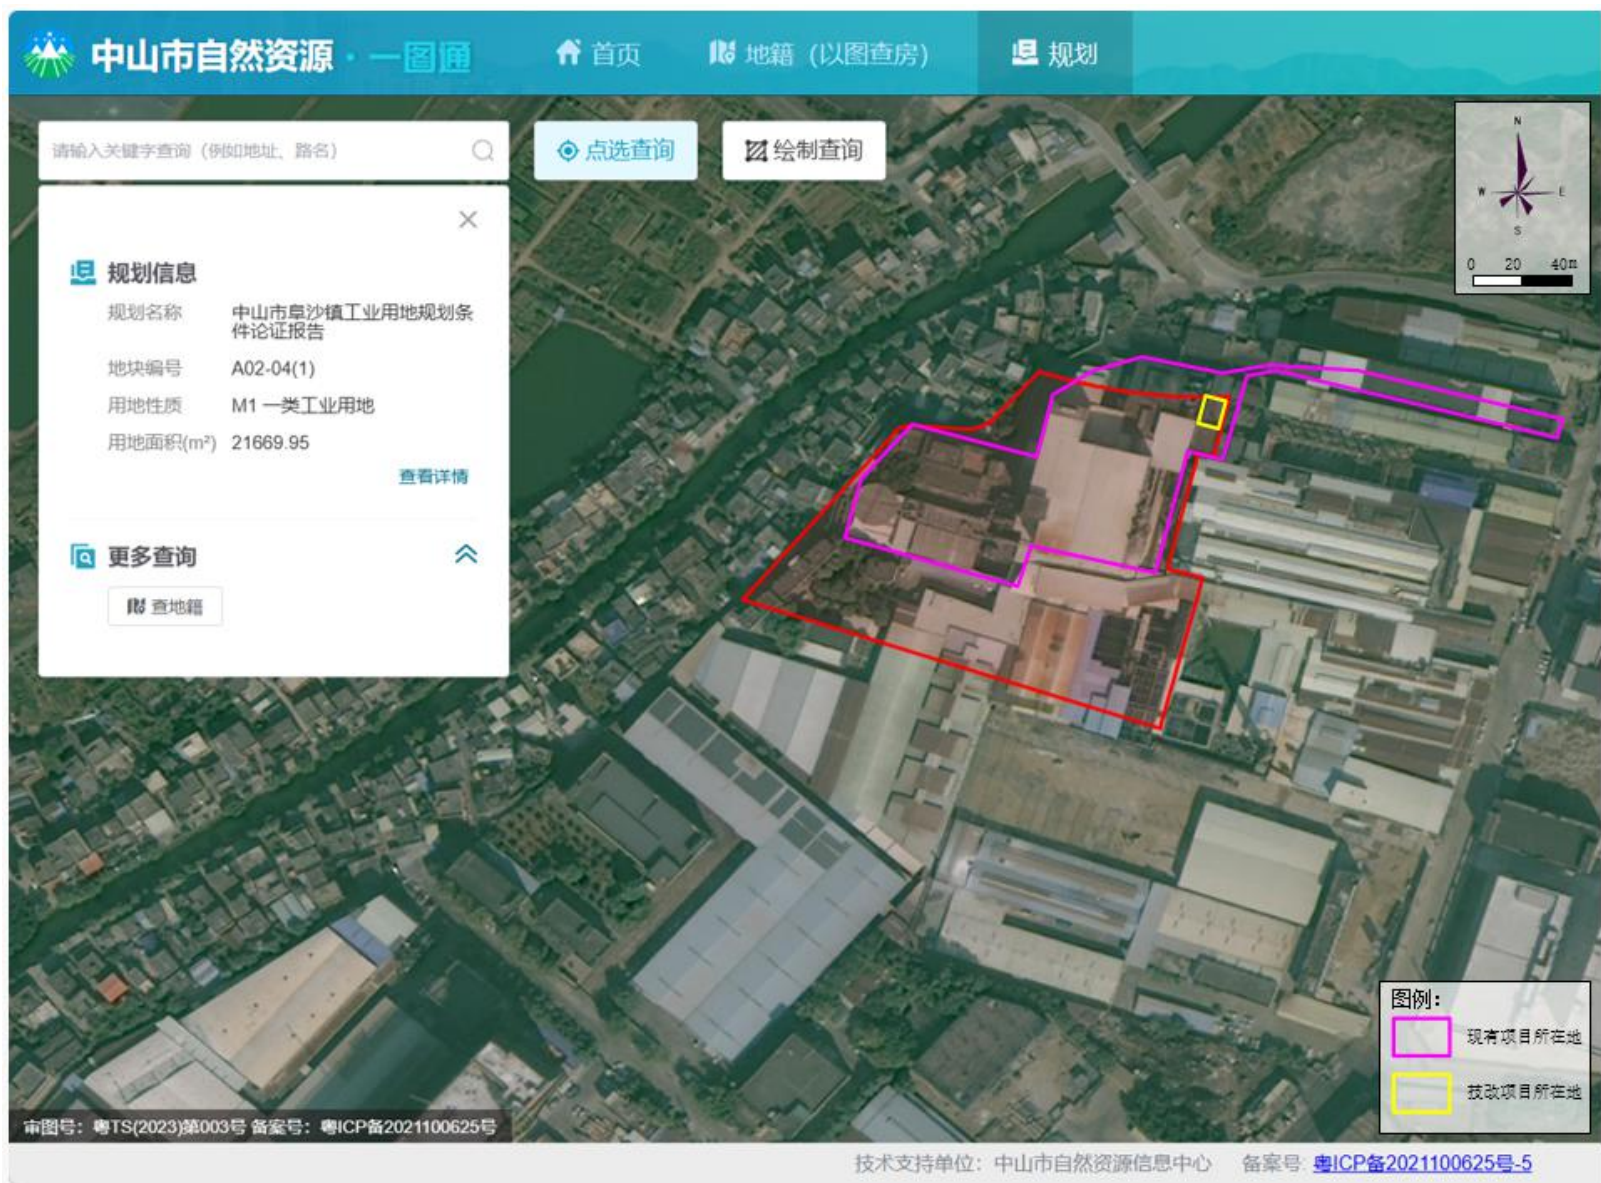 中山市自然资源·一图通
首页
地籍（以图查房）
规划
请输入关键字查询（例如地址、路名）
点选查询
绘制查询
N
W
E
S
0 20 40m
规划信息
规划名称 中山市阜沙镇工业用地规划条
件论证报告
地块编号 A02-04(1)
用地性质 M1 一类工业用地
用地面积(m²) 21669.95
查看详情
更多查询
查地籍
图例：
现有项目所在地
技改项目所在地
审图号：粤TS(2023)第003号 备案号：粤ICP备2021100625号
技术支持单位：中山市自然资源信息中心 备案号:粤ICP备2021100625号-5